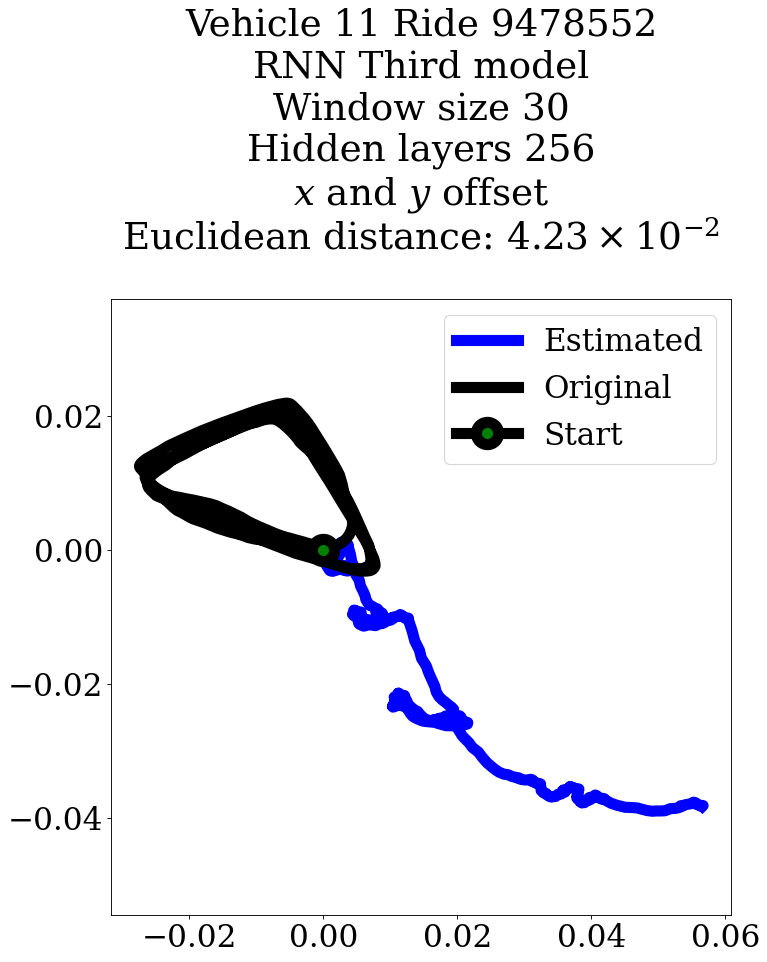 Vehicle 11 Ride 9478552
RNN Third model
Window size 30
Hidden layers 256
x and y offset
Euclidean distance: 4.23 × 10⁻²
Estimated
Original
Start
0.02
0.00
−0.02
−0.04
−0.02
0.00
0.02
0.04
0.06